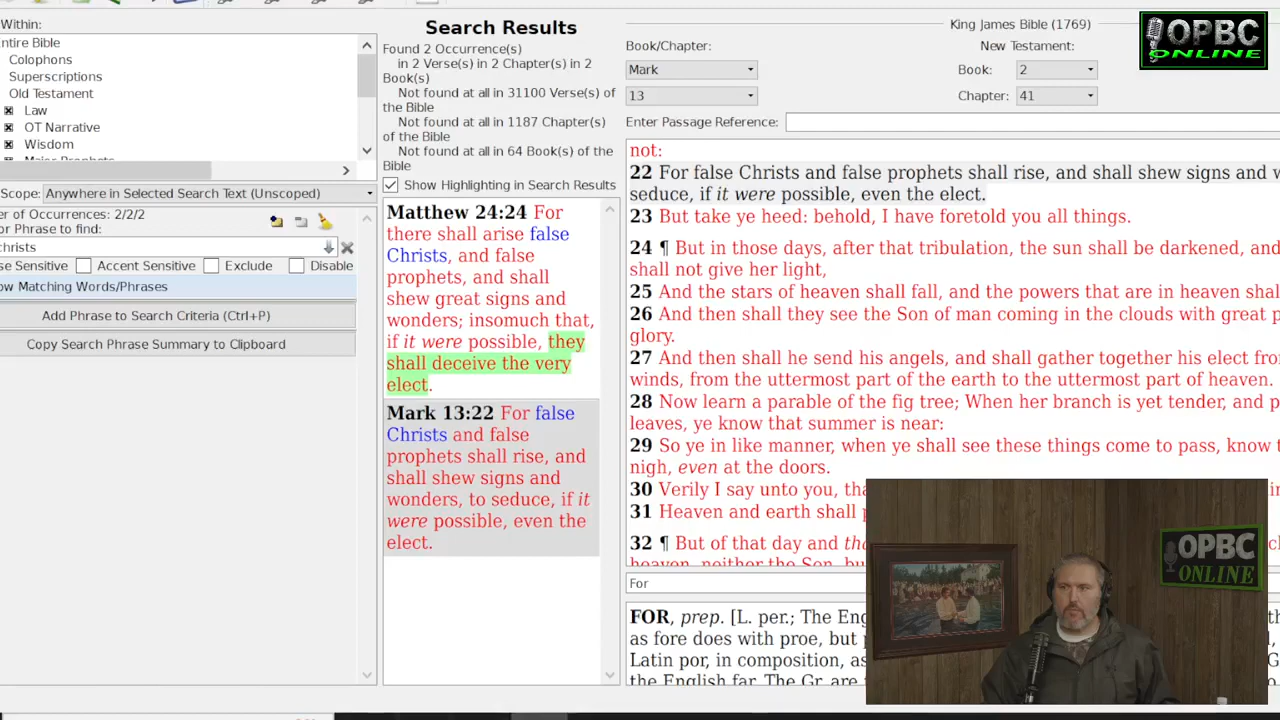 Within:
ntire Bible
Colophons
Superscriptions
Old Testament
Law
OT Narrative
Wisdom
Major Prophets
Scope: Anywhere in Selected Search Text (Unscoped)
er of Occurrences: 2/2/2
or Phrase to find:
christs
se Sensitive Accent Sensitive Exclude Disable
ow Matching Words/Phrases
Add Phrase to Search Criteria (Ctrl+P)
Copy Search Phrase Summary to Clipboard
Search Results
Found 2 Occurrence(s)
in 2 Verse(s) in 2 Chapter(s) in 2
Book(s)
Not found at all in 31100 Verse(s) of
the Bible
Not found at all in 1187 Chapter(s)
of the Bible
Not found at all in 64 Book(s) of the
Bible
Show Highlighting in Search Results
Matthew 24:24 For
there shall arise false
Christs, and false
prophets, and shall
shew great signs and
wonders; insomuch that,
if it were possible, they
shall deceive the very
elect.
Mark 13:22 For false
Christs and false
prophets shall rise, and
shall shew signs and
wonders, to seduce, if it
were possible, even the
elect.
King James Bible (1769)
Book/Chapter:
New Testament:
Mark
Book: 2
13
Chapter: 41
Enter Passage Reference:
not:
22 For false Christs and false prophets shall rise, and shall shew signs and w
seduce, if it were possible, even the elect.
23 But take ye heed: behold, I have foretold you all things.
24 ¶ But in those days, after that tribulation, the sun shall be darkened, and
shall not give her light,
25 And the stars of heaven shall fall, and the powers that are in heaven shal
26 And then shall they see the Son of man coming in the clouds with great p
glory.
27 And then shall he send his angels, and shall gather together his elect fro
winds, from the uttermost part of the earth to the uttermost part of heaven.
28 Now learn a parable of the fig tree; When her branch is yet tender, and p
leaves, ye know that summer is near:
29 So ye in like manner, when ye shall see these things come to pass, know t
nigh, even at the doors.
30 Verily I say unto you, tha
31 Heaven and earth shall p
32 ¶ But of that day and tha
heaven, neither the Son, bu
For
FOR, prep. [L. per.; The Eng
as fore does with proe, but p
Latin por, in composition, as
the English far. The Gr. are
OPBC
ONLINE
OPBC
ONLINE